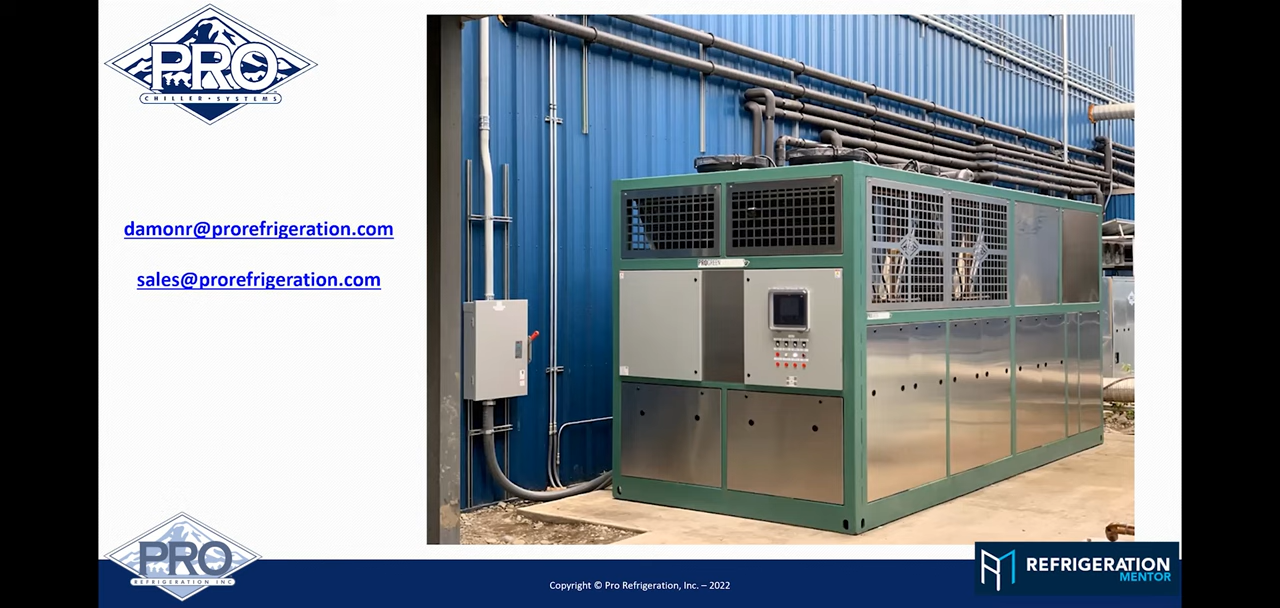 PRO
CHILLER • SYSTEMS
damonr@prorefrigeration.com
sales@prorefrigeration.com
PROGREEN
PRO
REFRIGERATION INC
Copyright © Pro Refrigeration, Inc. – 2022
REFRIGERATION
MENTOR